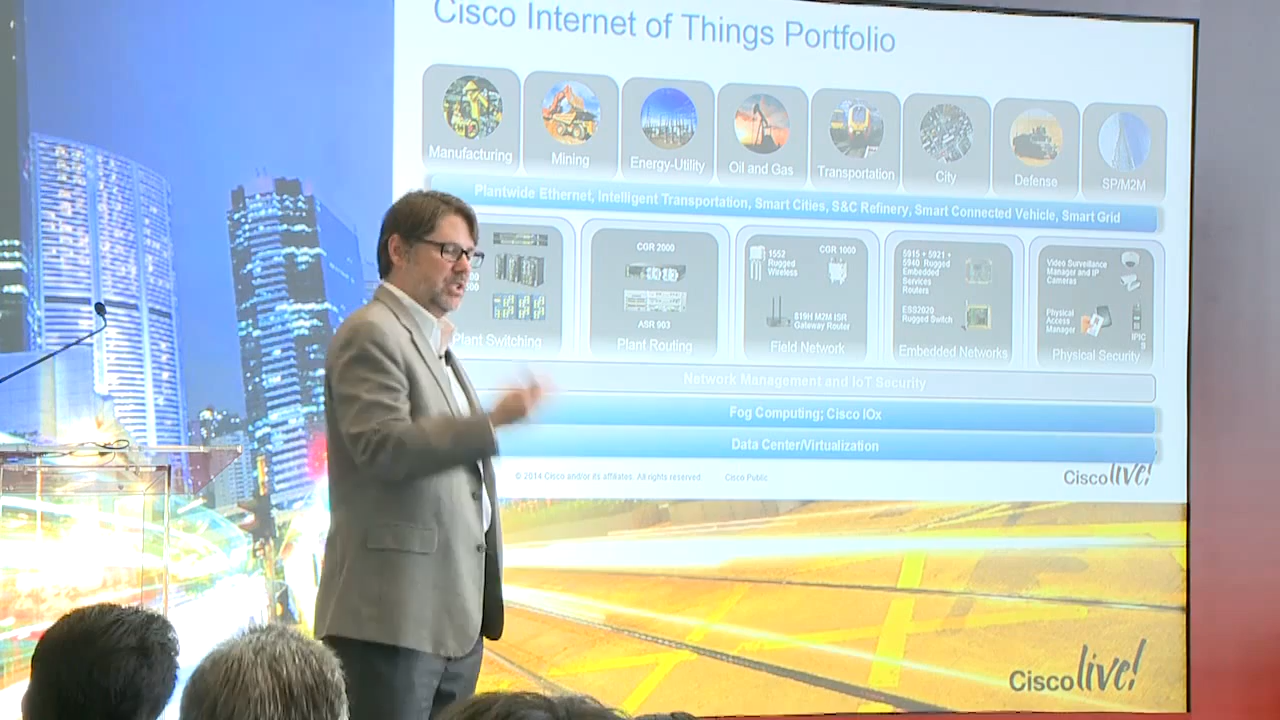 Cisco Internet of Things Portfolio
Manufacturing
Mining
Energy-Utility
Oil and Gas
Transportation
City
Defense
SP/M2M
Plantwide Ethernet, Intelligent Transportation, Smart Cities, S&C Refinery, Smart Connected Vehicle, Smart Grid
Plant Switching
CGR 2000
ASR 903
Plant Routing
1552
Rugged
Wireless
CGR 1000
819H M2M ISR
Gateway Router
Field Network
5915 + 5921 +
5940 Rugged
Embedded
Services
Routers
ESS2020
Rugged Switch
Embedded Networks
Video Surveillance
Manager and IP
Cameras
Physical
Access
Manager
IPIC
S
Physical Security
Network Management and IoT Security
Fog Computing; Cisco IOx
Data Center/Virtualization
© 2014 Cisco and/or its affiliates. All rights reserved.
Cisco Public
Cisco live!
Cisco live!